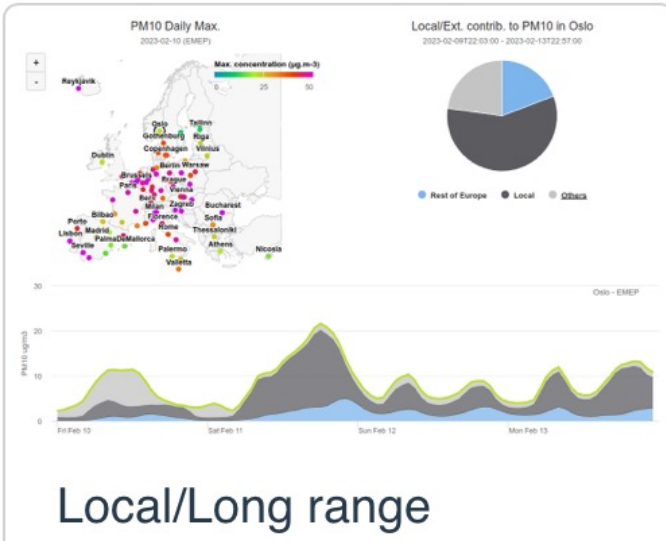 PM10 Daily Max.
2023-02-10 (EMEP)
+
-
Max. concentration (µg.m-3)
0 25 50
Reykjavik
Oslo Tallinn
Gothenburg Riga
Copenhagen Vilnius
Dublin
Berlin Warsaw
Brussels Prague
Paris Vienna
Bern Zagreb
Milan Bucharest
Bilbao Florence Sofia
Porto Madrid Rome Thessaloniki
Lisbon PalmaDeMallorca Athens
Seville Palermo Nicosia
Valletta
Local/Ext. contrib. to PM10 in Oslo
2023-02-09T22:03:00 - 2023-02-13T22:57:00
Rest of Europe Local Others
Oslo - EMEP
PM10 ug/m3
30
20
10
0
Fri Feb 10 Sat Feb 11 Sun Feb 12 Mon Feb 13
Local/Long range